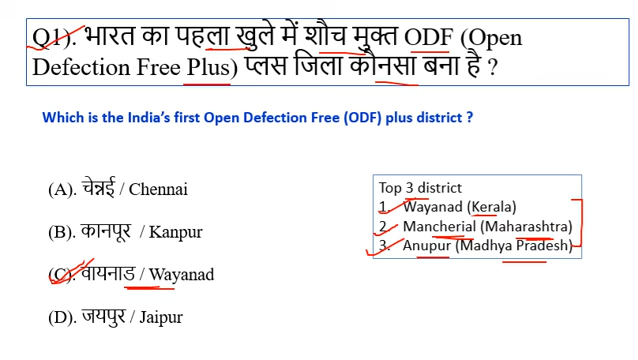 Q1). भारत का पहला खुले में शौच मुक्त ODF (Open
Defection Free Plus) प्लस जिला कौनसा बना है ?
Which is the India's first Open Defection Free (ODF) plus district ?
(A). चेन्नई / Chennai
(B). कानपूर / Kanpur
(C). वायनाड / Wayanad
(D). जयपुर / Jaipur
Top 3 district
1. Wayanad (Kerala)
2. Mancherial (Maharashtra)
3. Anupur (Madhya Pradesh)